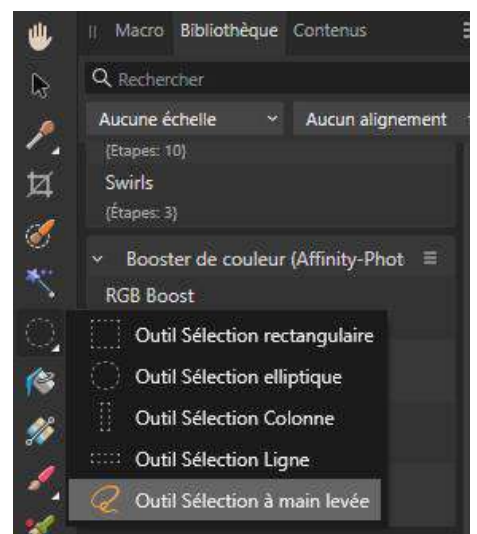 Macro Bibliothèque Contenus
Rechercher
Aucune échelle Aucun alignement
{Etapes: 10}
Swirls
{Étapes: 3}
Booster de couleur (Affinity-Phot
RGB Boost
Outil Sélection rectangulaire
Outil Sélection elliptique
Outil Sélection Colonne
Outil Sélection Ligne
Outil Sélection à main levée